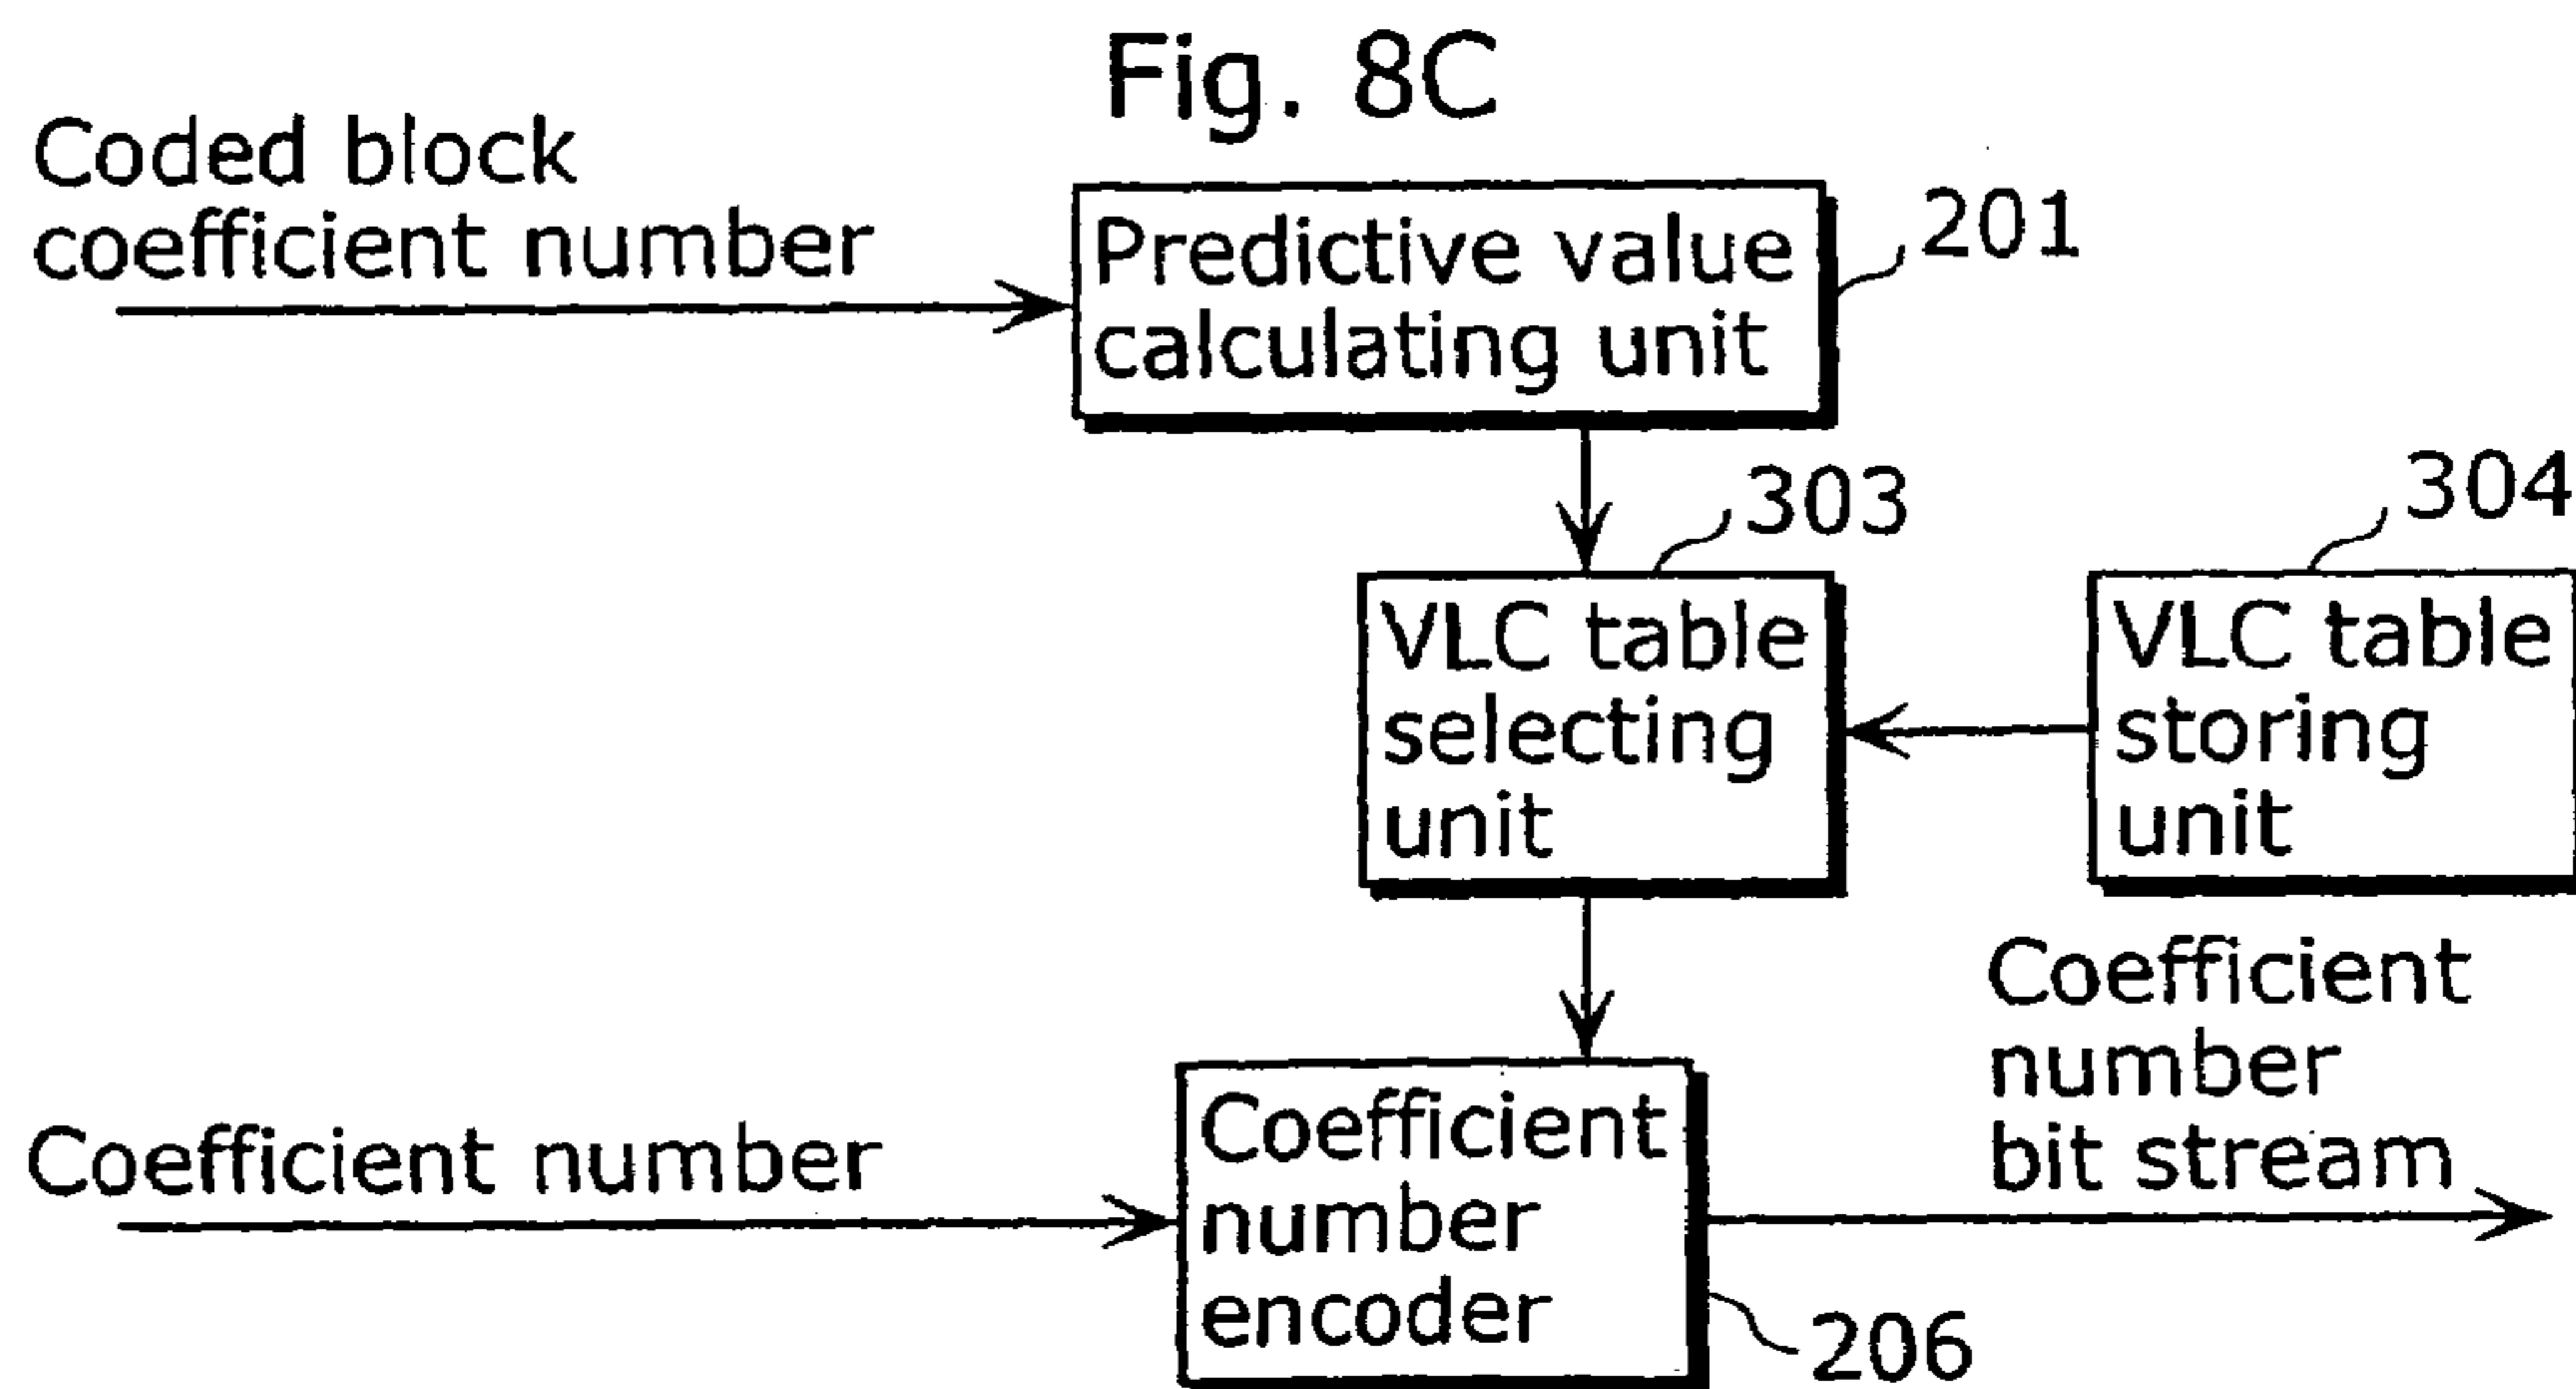 Fig. 8C
Coded block
coefficient number
Predictive value
calculating unit
201
303
304
VLC table
selecting
unit
VLC table
storing
unit
Coefficient number
Coefficient
number
encoder
Coefficient
number
bit stream
206